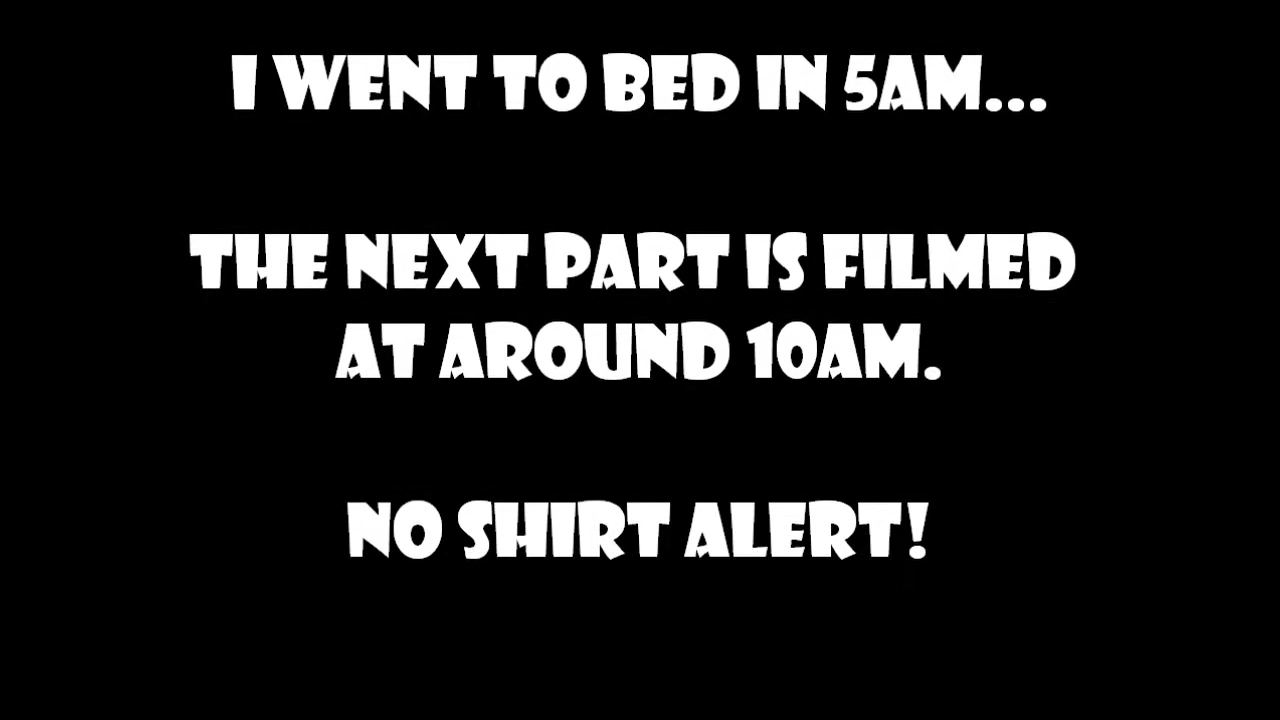 I WENT TO BED IN 5AM...
THE NEXT PART IS FILMED
AT AROUND 10AM.
NO SHIRT ALERT!